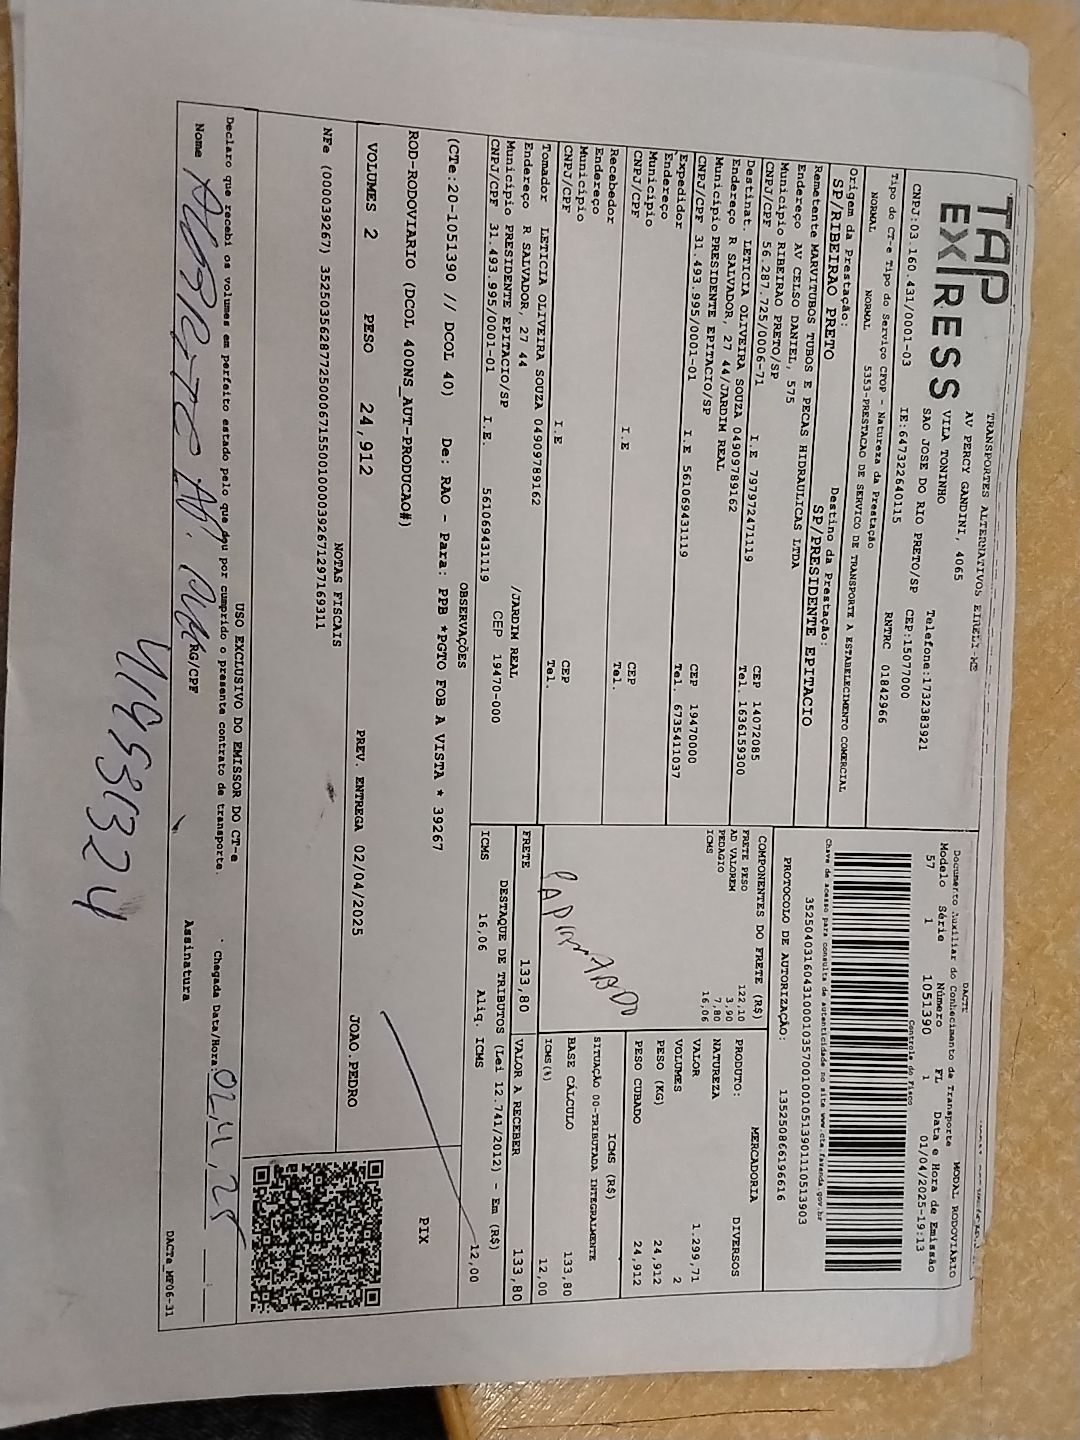 TAP EXPRESS
TRANSPORTES ALTERNATIVOS EIRELI-ME
AV PERCY GANDINI, 4065
VILA TONINHO
SAO JOSE DO RIO PRETO/SP
Telefone:1732383921
CEP:15077000
CNPJ:03.160.431/0001-03 IE:647322640115 RNTRC 01842966
Tipo do CT-e Tipo do Serviço CFOP - Natureza da Prestação
NORMAL NORMAL 5353-PRESTACAO DE SERVICO DE TRANSPORTE A ESTABELECIMENTO COMERCIAL
Origem da Prestação: Destino da Prestação:
SP/RIBEIRAO PRETO SP/PRESIDENTE EPITACIO
Remetente MARVITUBOS TUBOS E PECAS HIDRAULICAS LTDA
Endereço AV CELSO DANIEL, 575
Município RIBEIRAO PRETO/SP CEP 14072085
CNPJ/CPF 56.287.725/0006-71 I.E 797972471119 Tel. 1636159300
Destinat. LETICIA OLIVEIRA SOUZA 04909789162
Endereço R SALVADOR, 27 44/JARDIM REAL
Município PRESIDENTE EPITACIO/SP CEP 19470000
CNPJ/CPF 31.493.995/0001-01 I.E 561069431119 Tel. 6735411037
Expedidor
Endereço
Município CEP
CNPJ/CPF I.E Tel.
Recebedor
Endereço
Município CEP
CNPJ/CPF I.E Tel.
Tomador LETICIA OLIVEIRA SOUZA 04909789162
Endereço R SALVADOR, 27 44 /JARDIM REAL
Município PRESIDENTE EPITACIO/SP CEP 19470-000
CNPJ/CPF 31.493.995/0001-01 I.E. 561069431119
DACTE
Documento Auxiliar do Conhecimento de Transporte
MODAL RODOVIÁRIO
Modelo Série Número FL Data e Hora de Emissão
57 1 1051390 1 01/04/2025-19:13
Controle do Fisco
Chave de acesso para consulta de autenticidade no site www.cte.fazenda.gov.br
35250403160431000103570010010513901110513903
PROTOCOLO DE AUTORIZAÇÃO: 135250866196616
COMPONENTES DO FRETE (R$)
FRETE PESO 122,10
AD VALOREM 3,90
PEDAGIO 7,80
ICMS 16,06
MERCADORIA
PRODUTO: DIVERSOS
NATUREZA
VALOR 1.299,71
VOLUMES 2
PESO (KG) 24,912
PESO CUBADO 24,912
ICMS (R$)
SITUAÇÃO 00-TRIBUTADA INTEGRALMENTE
BASE CÁLCULO 133,80
ICMS(%) 12,00
FRETE 133,80 VALOR A RECEBER 133,80
DESTAQUE DE TRIBUTOS (Lei 12.741/2012) - Em (R$)
ICMS 16,06 Aliq. ICMS 12,00
OBSERVAÇÕES
(CTe:20-1051390 // DCOL 40) De: RAO - Para: PPB *PGTO FOB A VISTA * 39267
ROD-RODOVIARIO (DCOL 400NS_AUT-PRODUCAO#)
PIX
VOLUMES 2 PESO 24,912 PREV. ENTREGA 02/04/2025 JOAO.PEDRO
NOTAS FISCAIS
NFe (000039267) 35250356287725000671550010000392671297169311
USO EXCLUSIVO DO EMISSOR DO CT-e
Declaro que recebi os volumes em perfeito estado pelo que dou por cumprido o presente contrato de transporte.
Chegada Data/Hora:
Nome RG/CPF Assinatura
DACTe_MF06-31